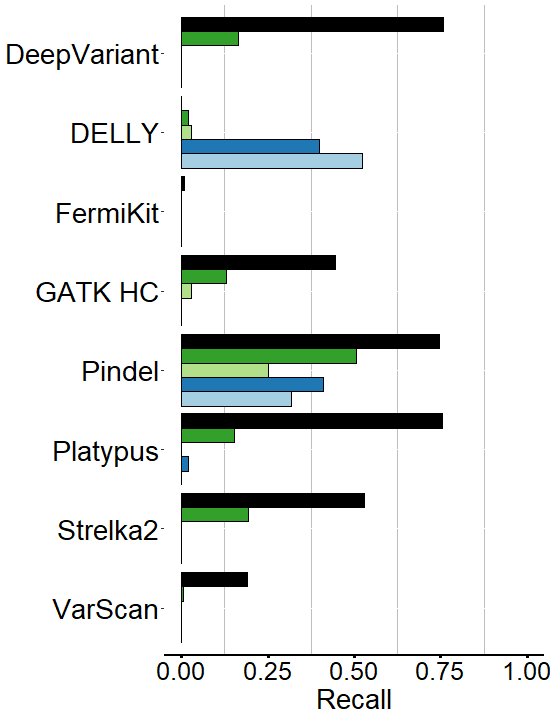 DeepVariant
DELLY
FermiKit
GATK HC
Pindel
Platypus
Strelka2
VarScan
0.00 0.25 0.50 0.75 1.00
Recall